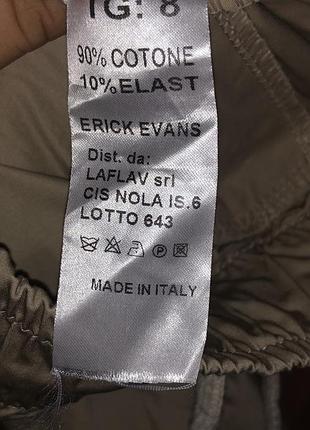 TG: 8
90% COTONE
10% ELAST
ERICK EVANS
Dist. da:
LAFLAV srl
CIS NOLA IS.6
LOTTO 643
MADE IN ITALY